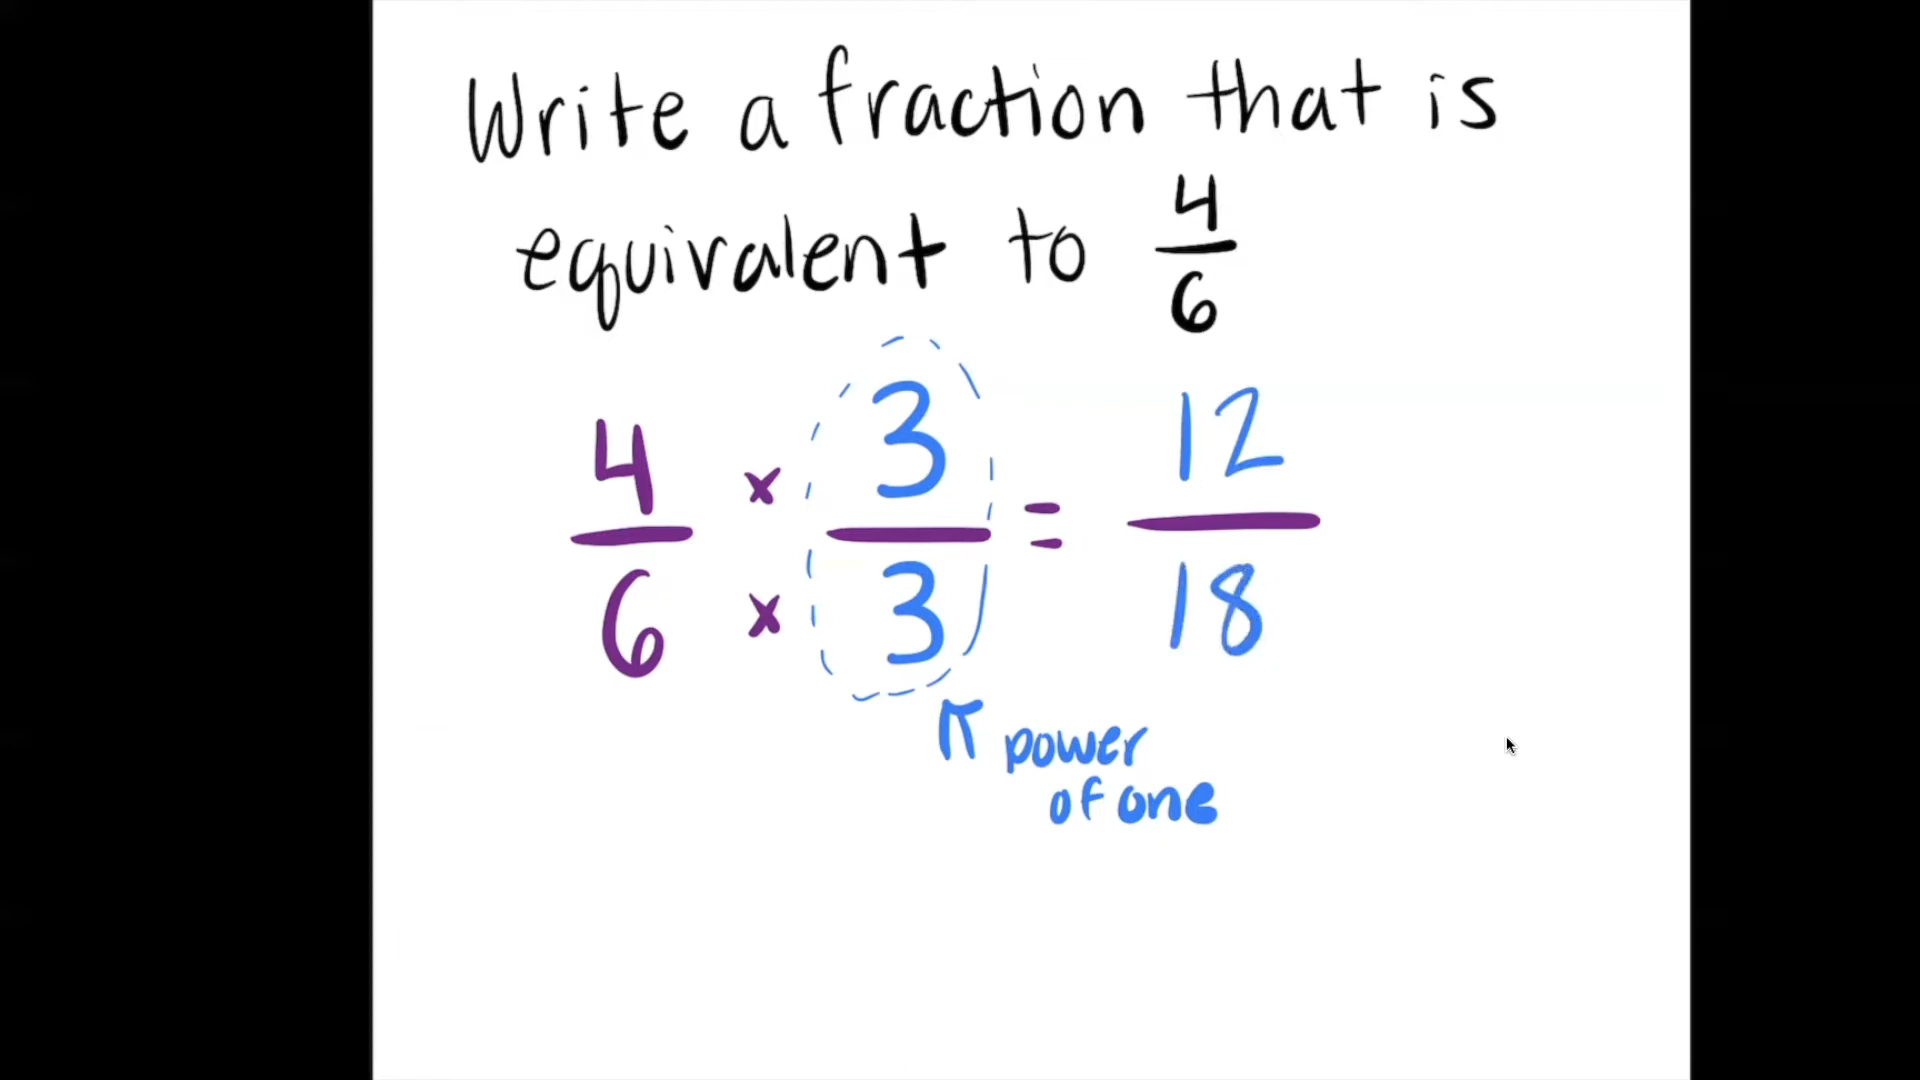 Write a fraction that is
equivalent to 4/6
4/6 × 3/3 = 12/18
power
of one